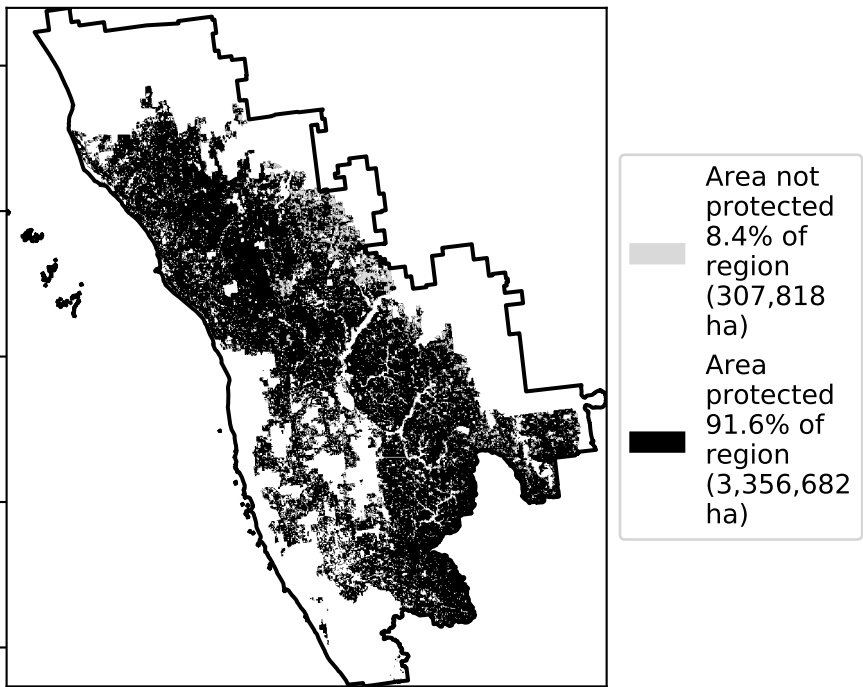 Area not
protected
8.4% of
region
(307,818
ha)
Area
protected
91.6% of
region
(3,356,682
ha)